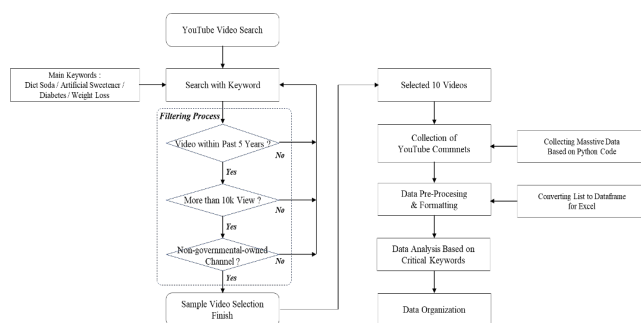 YouTube Video Search
Main Keywords :
Diet Soda / Artificial Sweetener /
Diabetes / Weight Loss
Search with Keyword
Filtering Process
Video within Past 5 Years ?
No
Yes
More than 10k View ?
No
Yes
Non-governmental-owned
Channel ?
No
Yes
Sample Video Selection
Finish
Selected 10 Videos
Collection of
YouTube Commnets
Collecting Masstive Data
Based on Python Code
Data Pre-Procesing
& Formatting
Converting List to Dataframe
for Excel
Data Analysis Based on
Critical Keywords
Data Organization